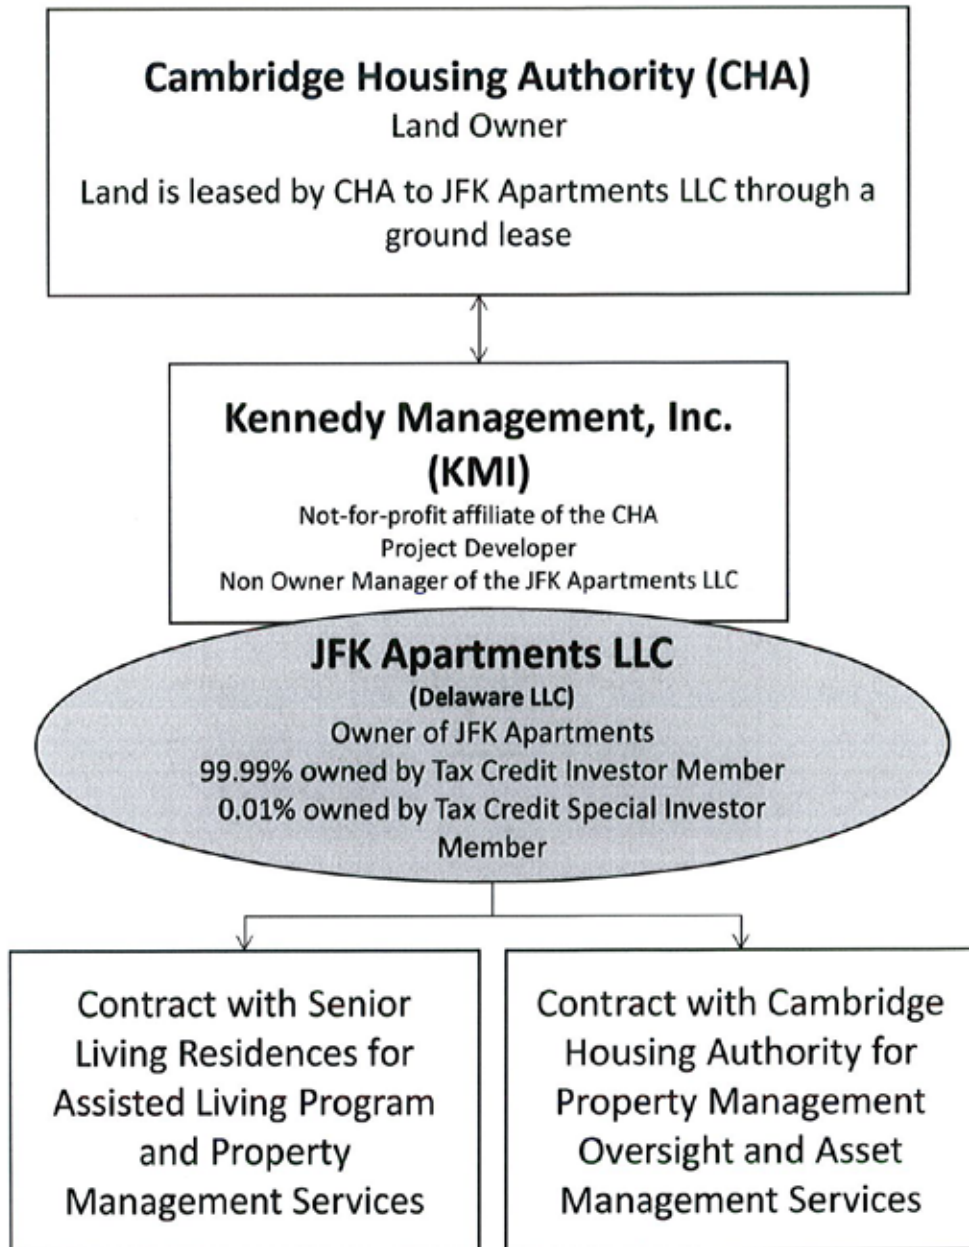 Cambridge Housing Authority (CHA)
Land Owner
Land is leased by CHA to JFK Apartments LLC through a
ground lease
Kennedy Management, Inc.
(KMI)
Not-for-profit affiliate of the CHA
Project Developer
Non Owner Manager of the JFK Apartments LLC
JFK Apartments LLC
(Delaware LLC)
Owner of JFK Apartments
99.99% owned by Tax Credit Investor Member
0.01% owned by Tax Credit Special Investor
Member
Contract with Senior
Living Residences for
Assisted Living Program
and Property
Management Services
Contract with Cambridge
Housing Authority for
Property Management
Oversight and Asset
Management Services